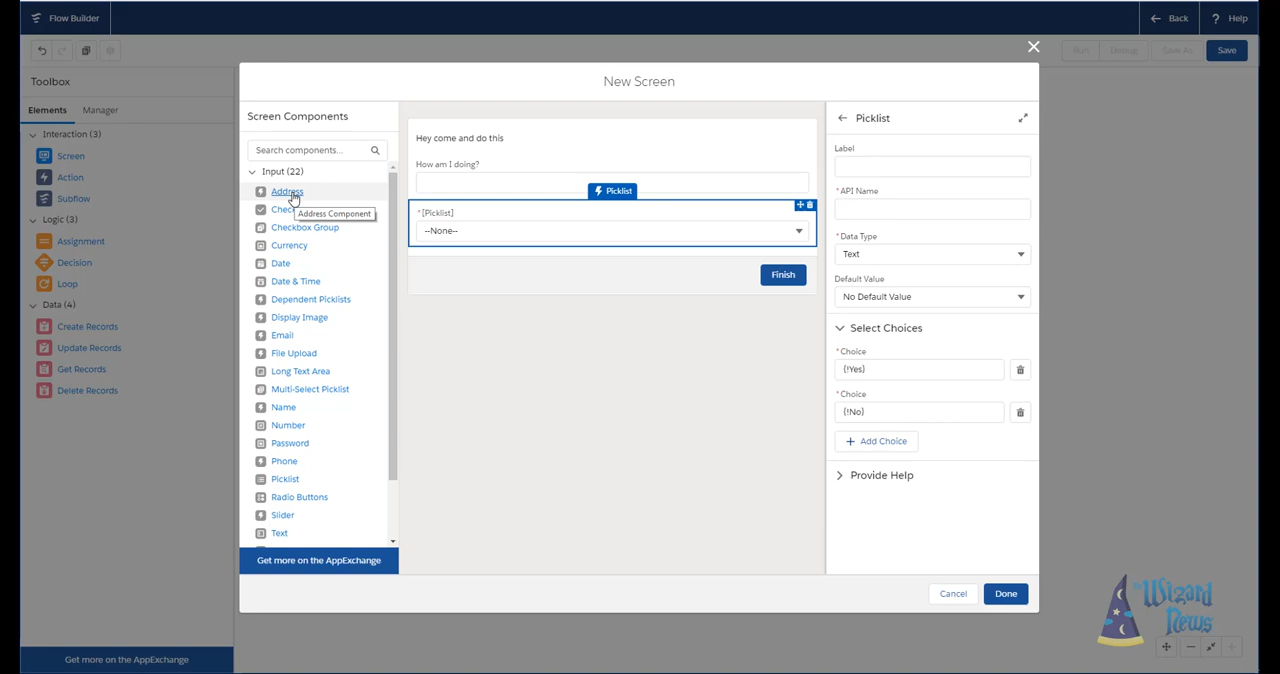 Flow Builder
Back
? Help
Run
Debug
Save As
Save
Toolbox
Elements
Manager
Interaction (3)
Screen
Action
Subflow
Logic (3)
Assignment
Decision
Loop
Data (4)
Create Records
Update Records
Get Records
Delete Records
Get more on the AppExchange
New Screen
Screen Components
Search components...
Input (22)
Address
Chec
Address Component
Checkbox Group
Currency
Date
Date & Time
Dependent Picklists
Display Image
Email
File Upload
Long Text Area
Multi-Select Picklist
Name
Number
Password
Phone
Picklist
Radio Buttons
Slider
Text
Get more on the AppExchange
Hey come and do this
How am I doing?
Picklist
* [Picklist]
--None--
Finish
Picklist
Label
* API Name
* Data Type
Text
Default Value
No Default Value
Select Choices
* Choice
{!Yes}
* Choice
{!No}
+ Add Choice
Provide Help
Cancel
Done
The Wizard
News